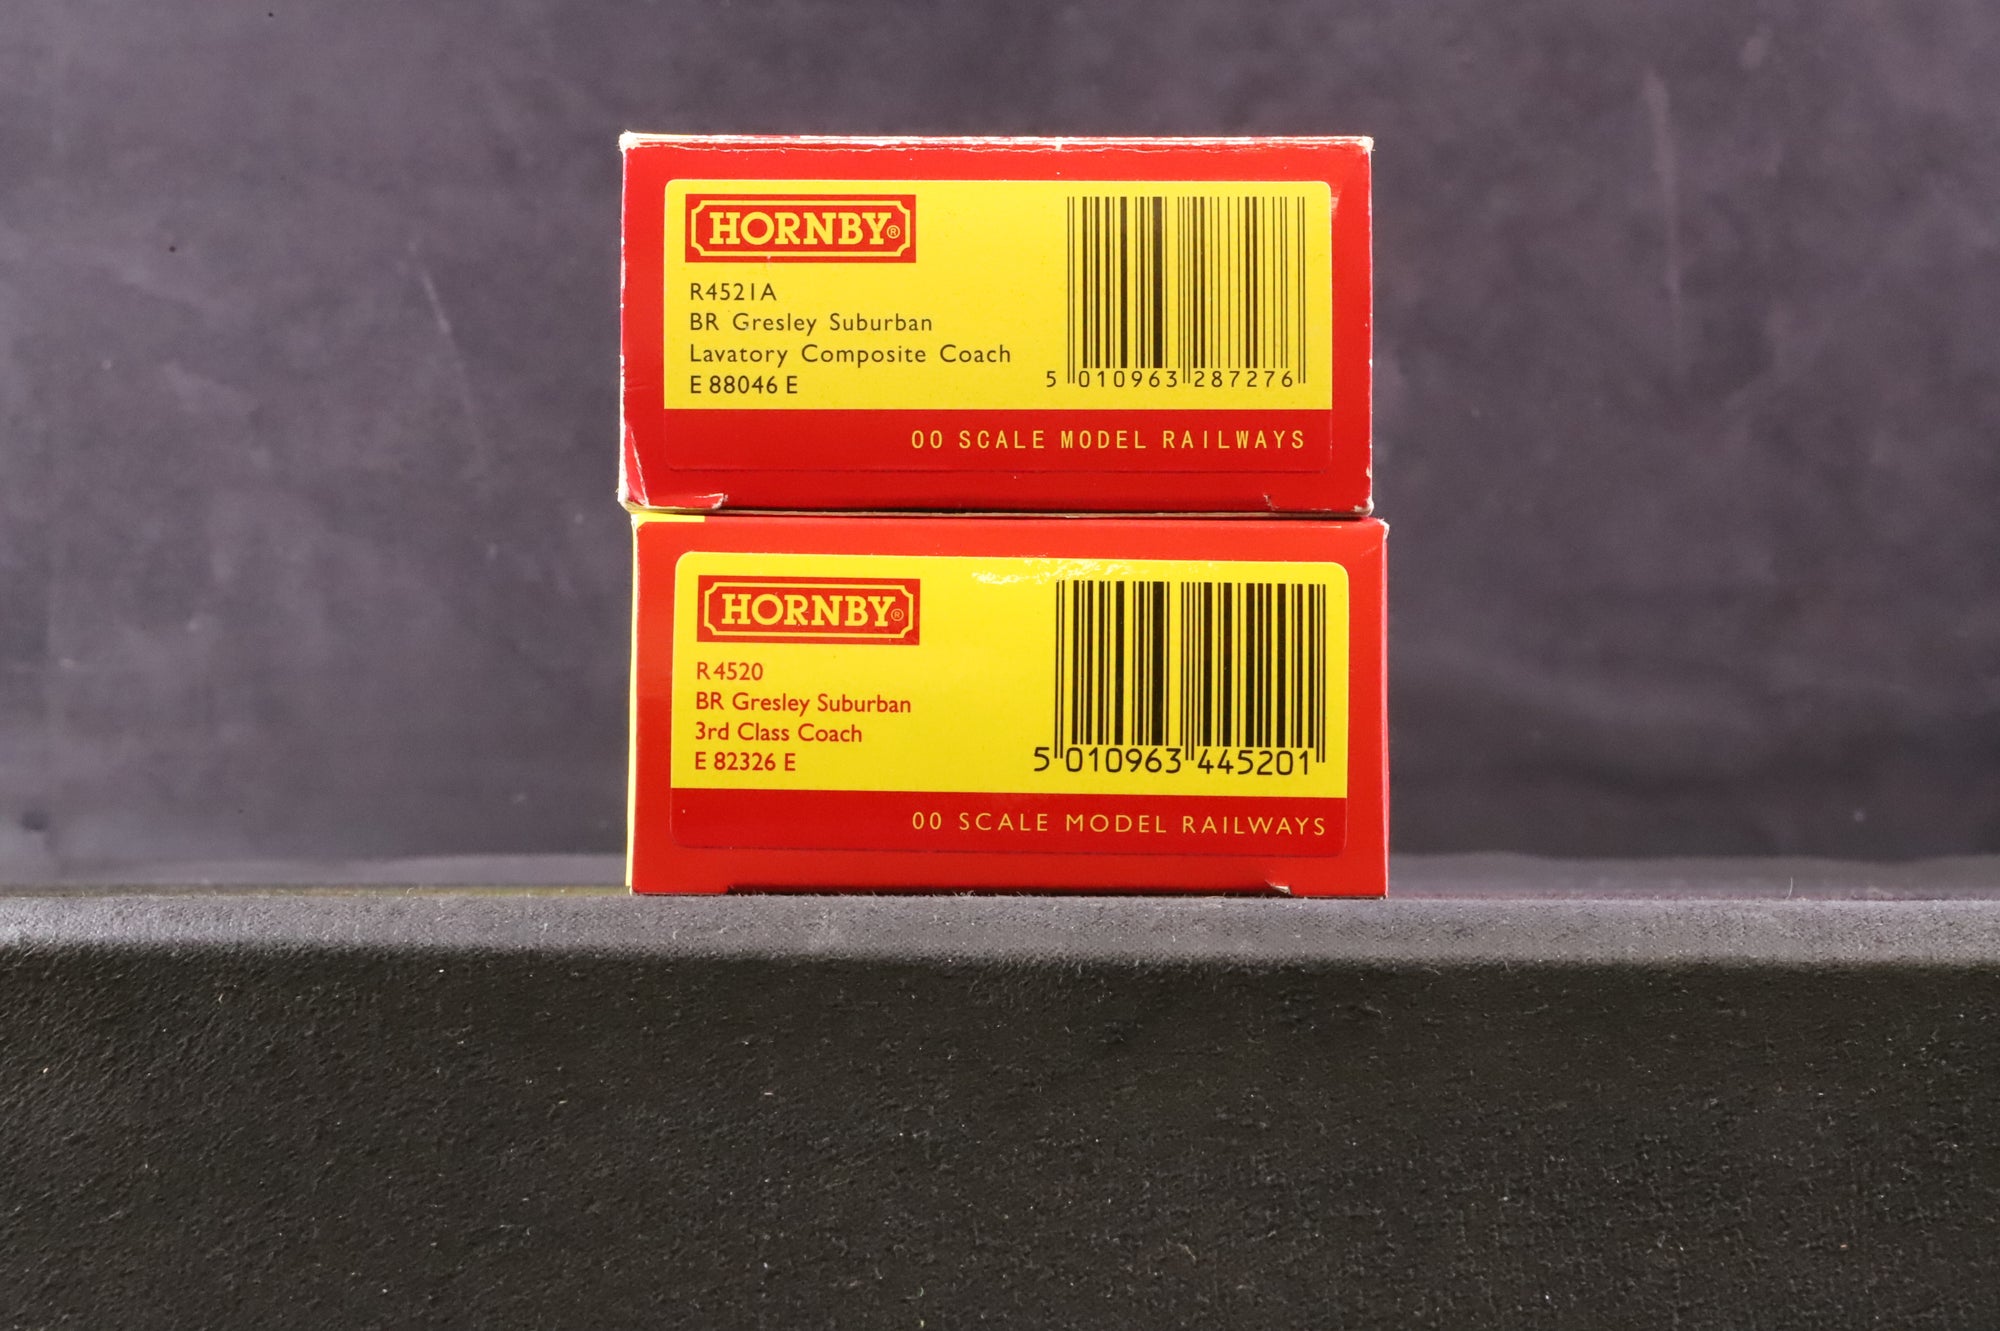 HORNBY®
R4521A
BR Gresley Suburban
Lavatory Composite Coach
E 88046 E
5 010963 287276
00 SCALE MODEL RAILWAYS
HORNBY®
R4520
BR Gresley Suburban
3rd Class Coach
E 82326 E
5 010963 445201
00 SCALE MODEL RAILWAYS